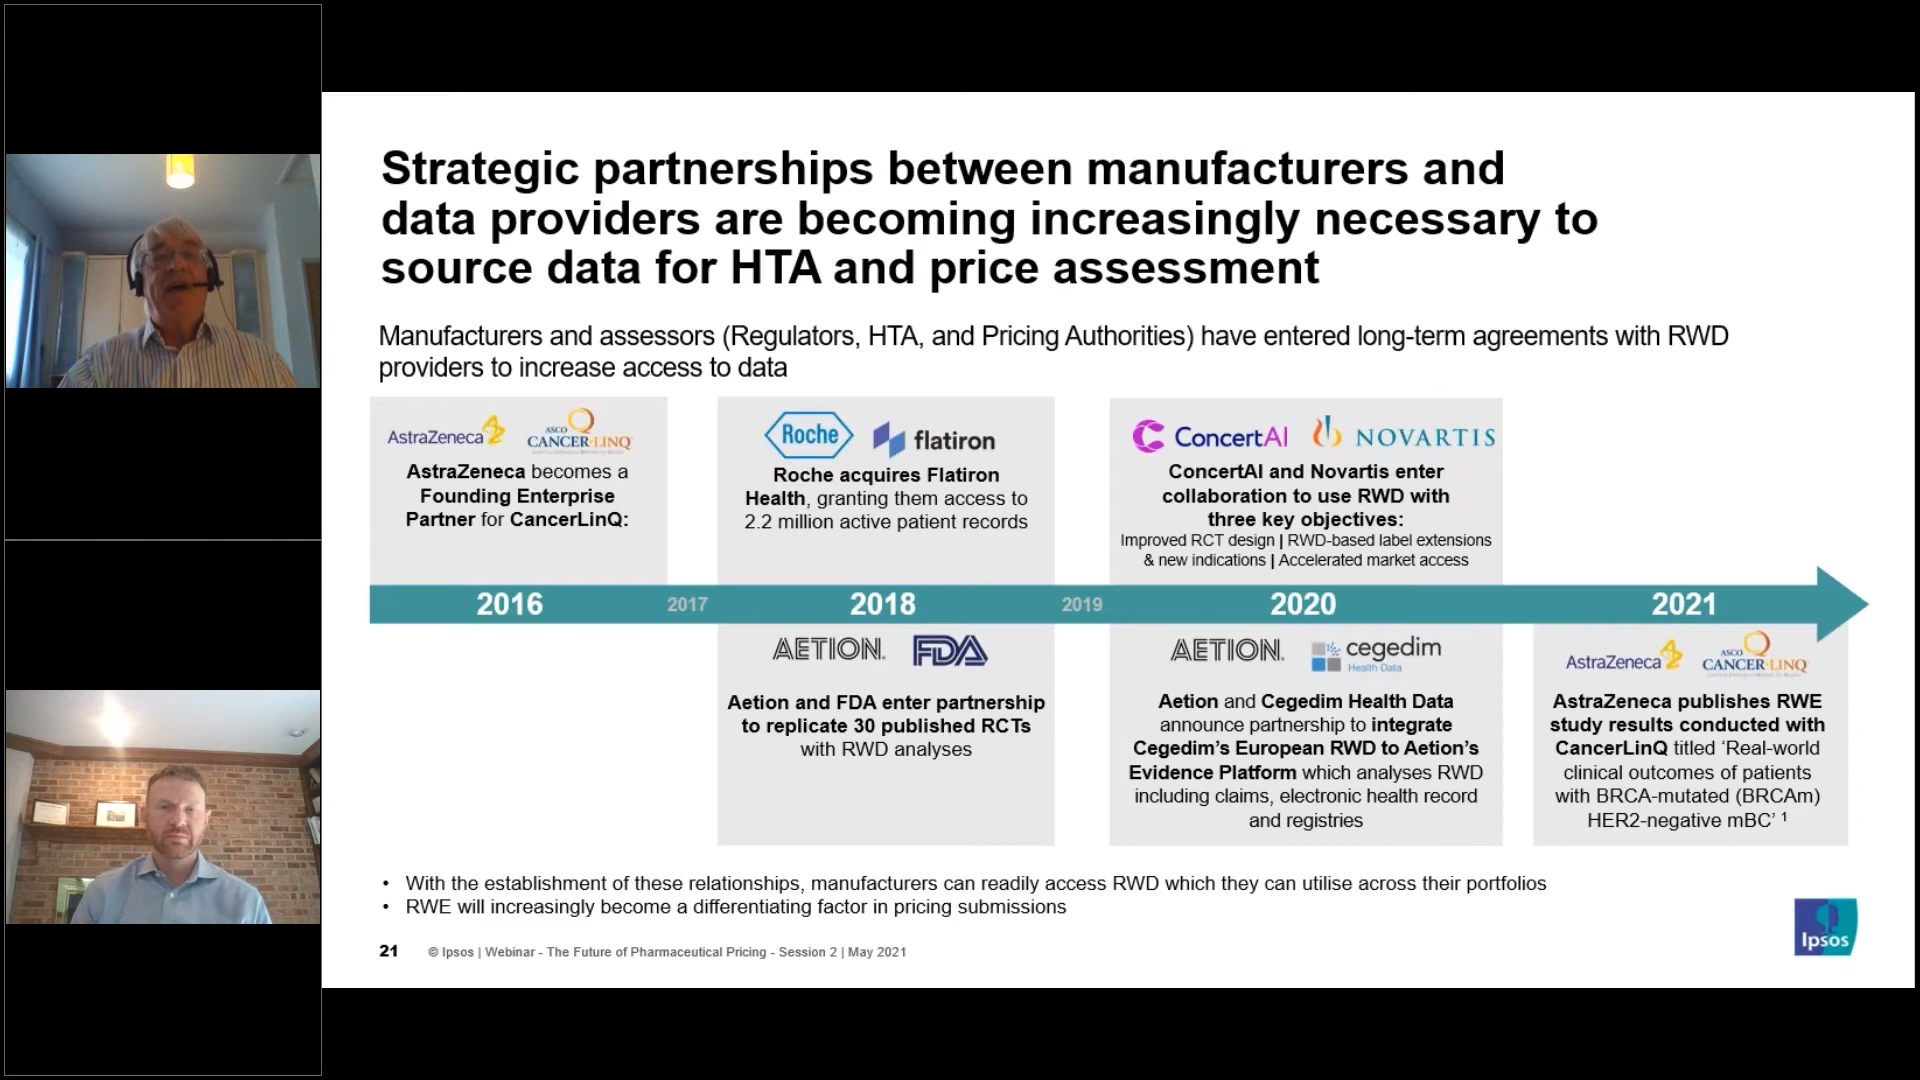 Strategic partnerships between manufacturers and
data providers are becoming increasingly necessary to
source data for HTA and price assessment
Manufacturers and assessors (Regulators, HTA, and Pricing Authorities) have entered long-term agreements with RWD
providers to increase access to data
AstraZeneca
ASCO
CANCERLINQ
AstraZeneca becomes a
Founding Enterprise
Partner for CancerLinQ:
Roche
flatiron
Roche acquires Flatiron
Health, granting them access to
2.2 million active patient records
ConcertAI
NOVARTIS
ConcertAI and Novartis enter
collaboration to use RWD with
three key objectives:
Improved RCT design | RWD-based label extensions
& new indications | Accelerated market access
2016 2017 2018 2019 2020 2021
AETION.
FDA
Aetion and FDA enter partnership
to replicate 30 published RCTs
with RWD analyses
AETION.
cegedim
Health Data
Aetion and Cegedim Health Data
announce partnership to integrate
Cegedim’s European RWD to Aetion’s
Evidence Platform which analyses RWD
including claims, electronic health record
and registries
AstraZeneca
ASCO
CANCERLINQ
AstraZeneca publishes RWE
study results conducted with
CancerLinQ titled ‘Real-world
clinical outcomes of patients
with BRCA-mutated (BRCAm)
HER2-negative mBC’ ¹
• With the establishment of these relationships, manufacturers can readily access RWD which they can utilise across their portfolios
• RWE will increasingly become a differentiating factor in pricing submissions
21 © Ipsos | Webinar - The Future of Pharmaceutical Pricing - Session 2 | May 2021
Ipsos